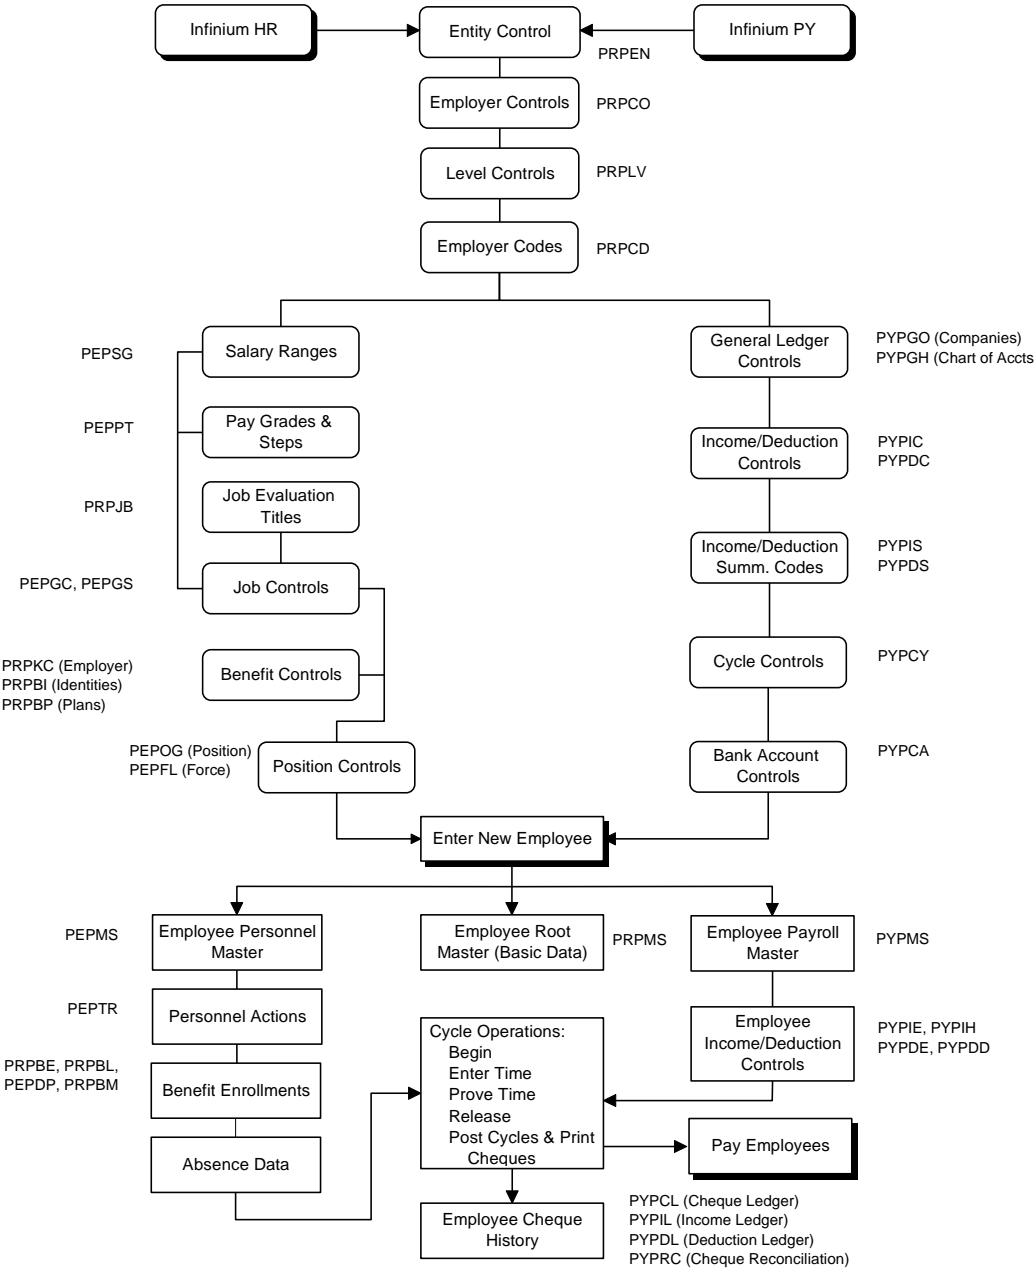 Infinium HR
Entity Control
Infinium PY
PRPEN
Employer Controls
PRPCO
Level Controls
PRPLV
Employer Codes
PRPCD
PEPSG
Salary Ranges
General Ledger
Controls
PYPGO (Companies)
PYPGH (Chart of Accts
PEPPT
Pay Grades &
Steps
Income/Deduction
Controls
PYPIC
PYPDC
PRPJB
Job Evaluation
Titles
Income/Deduction
Summ. Codes
PYPIS
PYPDS
PEPGC, PEPGS
Job Controls
PRPKC (Employer)
PRPBI (Identities)
PRPBP (Plans)
Benefit Controls
Cycle Controls
PYPCY
PEPOG (Position)
PEPFL (Force)
Position Controls
Bank Account
Controls
PYPCA
Enter New Employee
PEPMS
Employee Personnel
Master
Employee Root
Master (Basic Data)
PRPMS
Employee Payroll
Master
PYPMS
PEPTR
Personnel Actions
Cycle Operations:
Begin
Enter Time
Prove Time
Release
Post Cycles & Print
Cheques
Employee
Income/Deduction
Controls
PYPIE, PYPIH
PYPDE, PYPDD
PRPBE, PRPBL,
PEPDP, PRPBM
Benefit Enrollments
Pay Employees
Absence Data
Employee Cheque
History
PYPCL (Cheque Ledger)
PYPIL (Income Ledger)
PYPDL (Deduction Ledger)
PYPRC (Cheque Reconciliation)